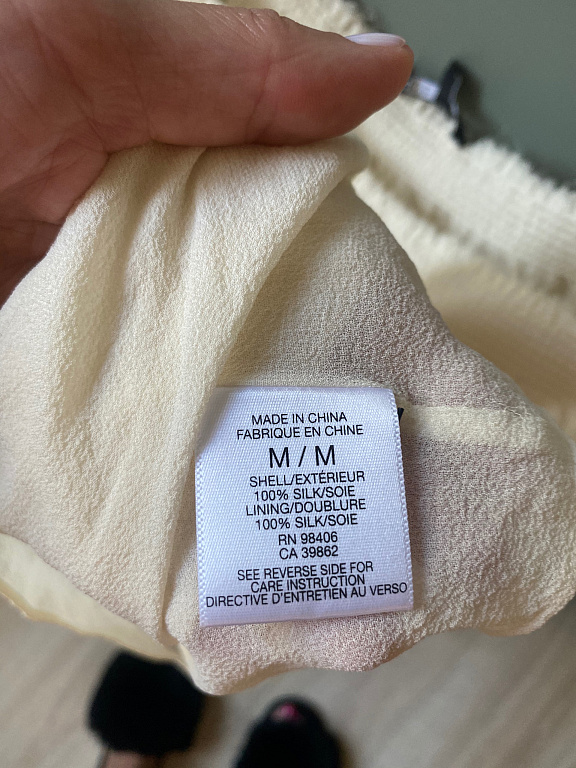 MADE IN CHINA
FABRIQUE EN CHINE
M / M
SHELL/EXTÉRIEUR
100% SILK/SOIE
LINING/DOUBLURE
100% SILK/SOIE
RN 98406
CA 39862
SEE REVERSE SIDE FOR
CARE INSTRUCTION
DIRECTIVE D'ENTRETIEN AU VERSO